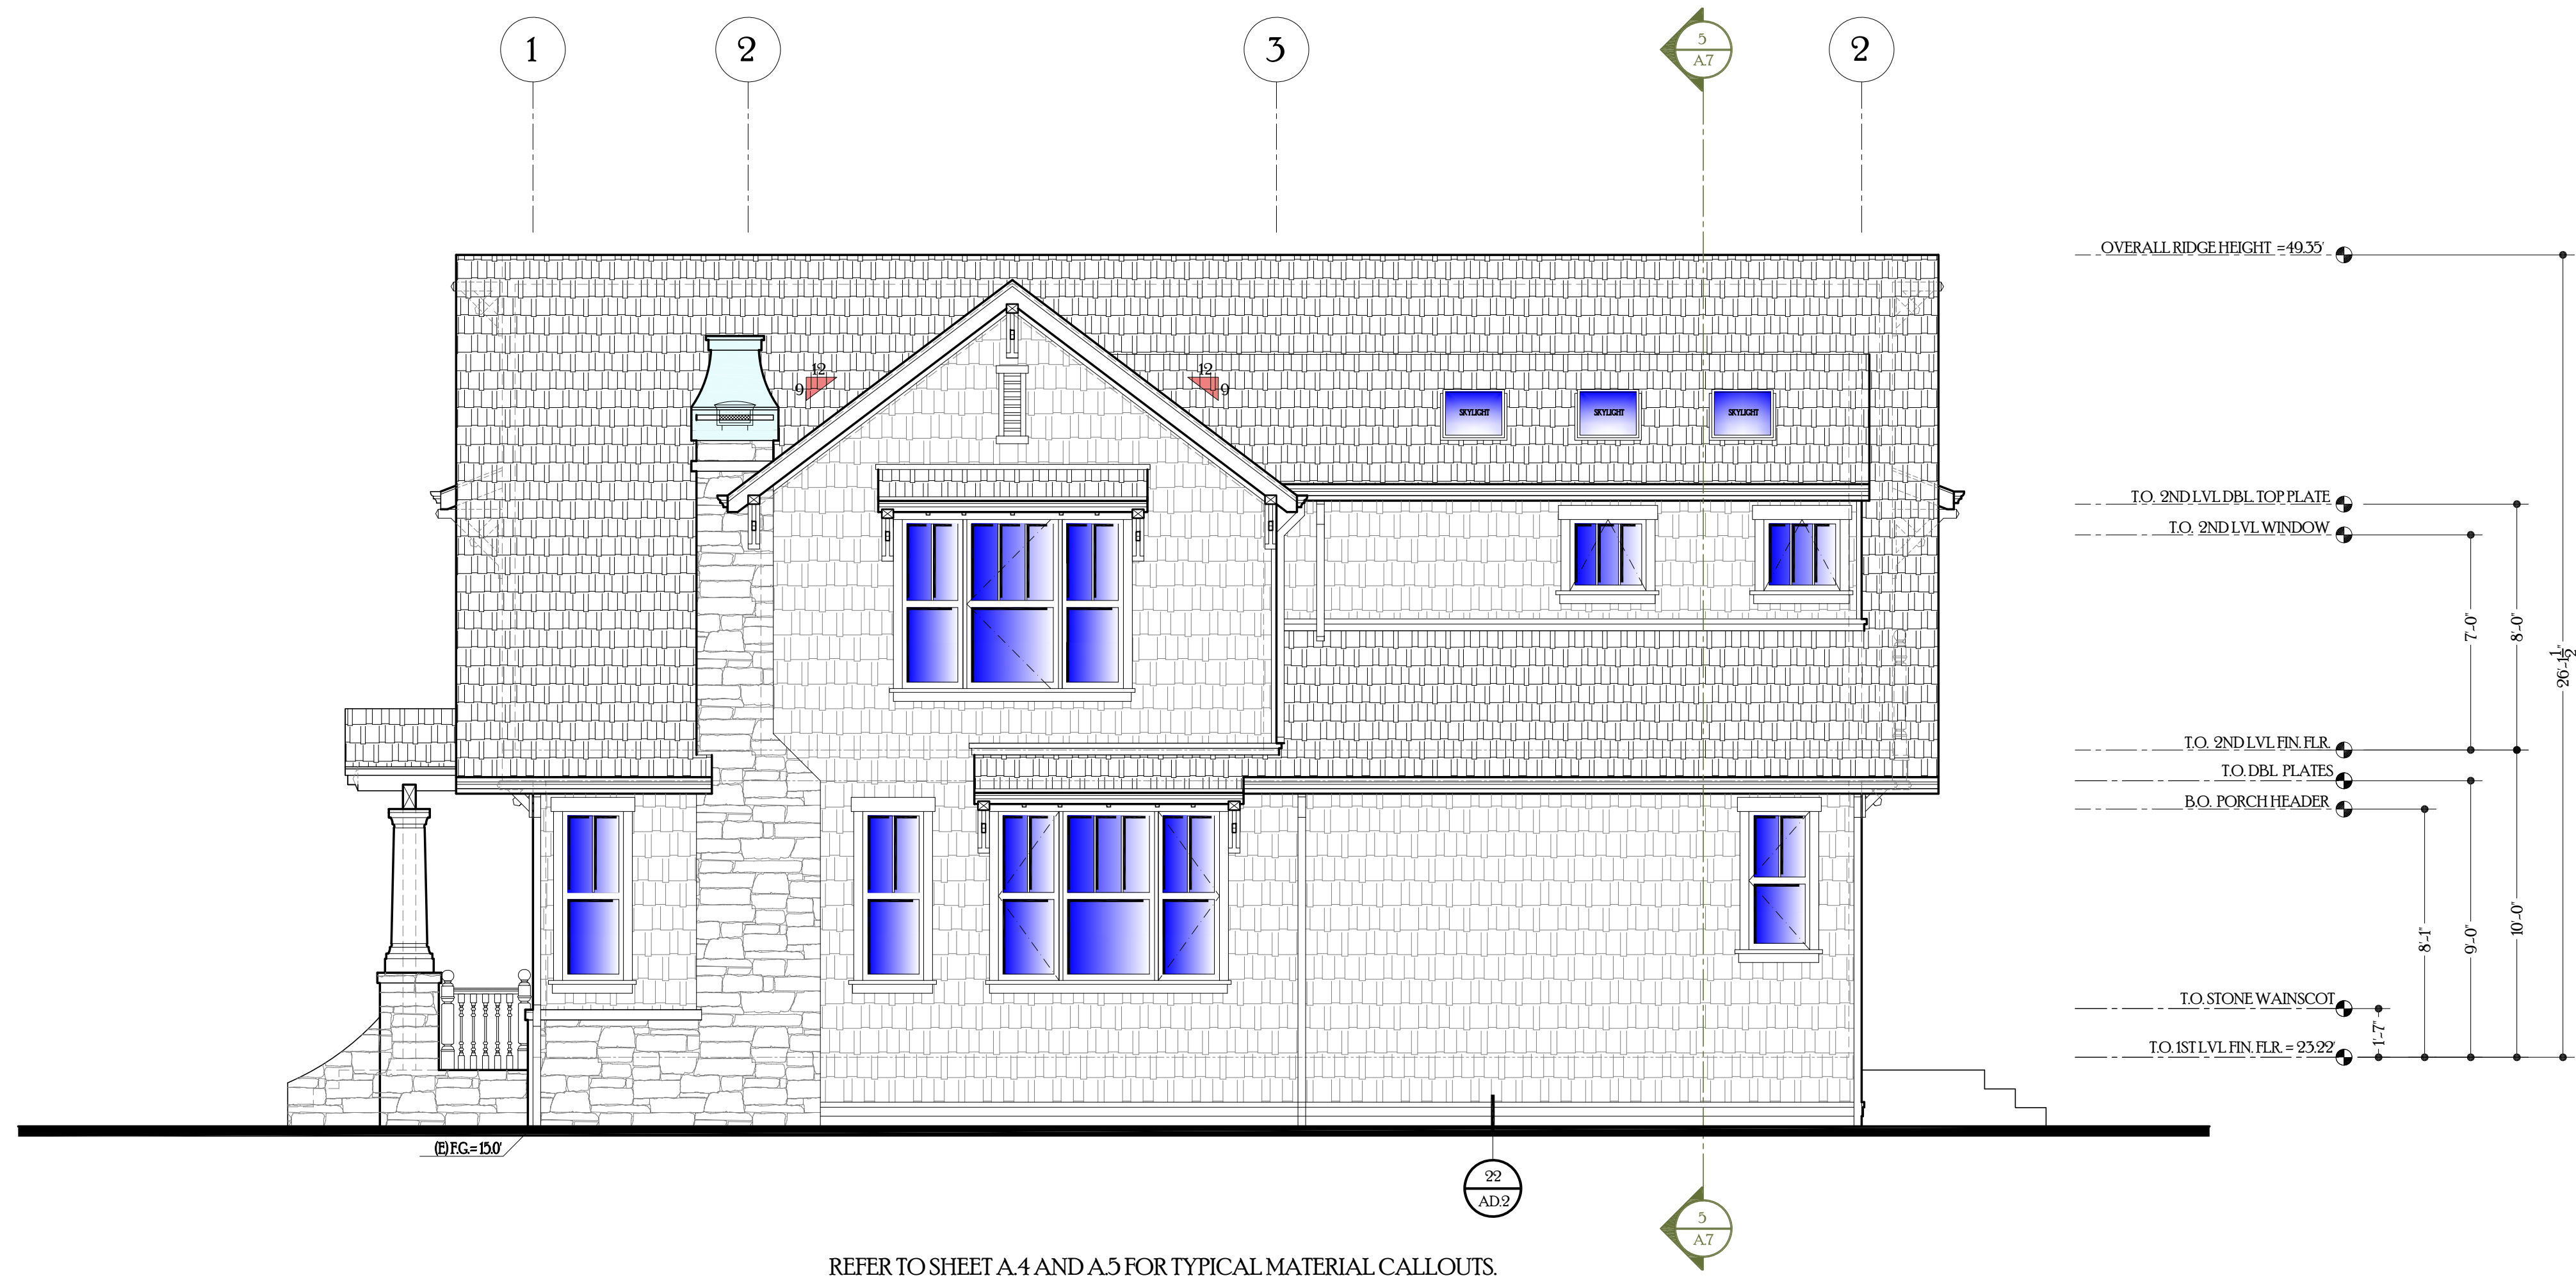 1
2
3
5
A.7
2
OVERALL RIDGE HEIGHT =49.35'
12
9
12
9
SKYLIGHT
SKYLIGHT
SKYLIGHT
T.O. 2ND LVL DBL. TOP PLATE
T.O. 2ND LVL WINDOW
7'-0"
8'-0"
26'-1 1/2"
T.O. 2ND LVL FIN. FLR.
T.O. DBL PLATES
B.O. PORCH HEADER
8'-1"
9'-0"
10'-0"
T.O. STONE WAINSCOT
1'-7"
T.O. 1ST LVL FIN. FLR. = 23.22'
(E) F.G.= 15.0'
22
AD.2
5
A.7
REFER TO SHEET A.4 AND A.5 FOR TYPICAL MATERIAL CALLOUTS.